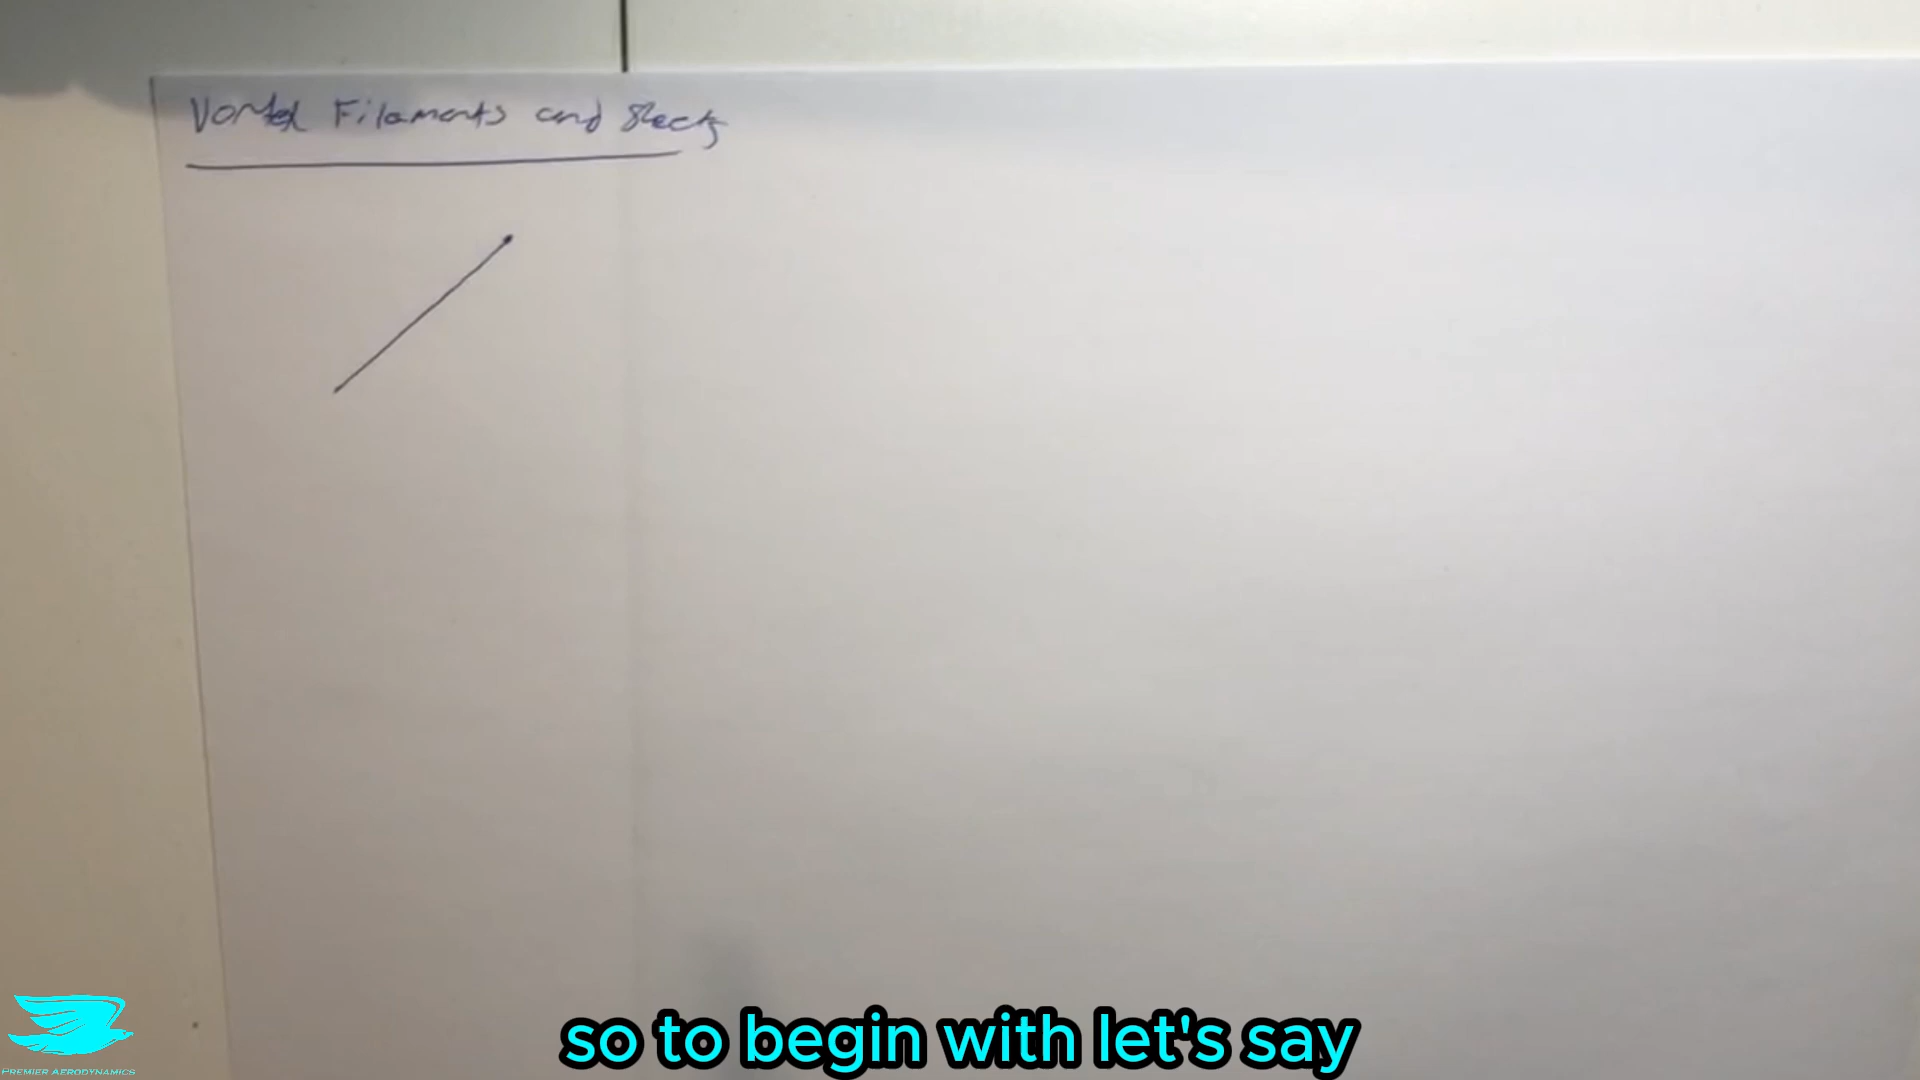 Vortex Filaments and Sheets
so to begin with let's say
PREMIER AERODYNAMICS